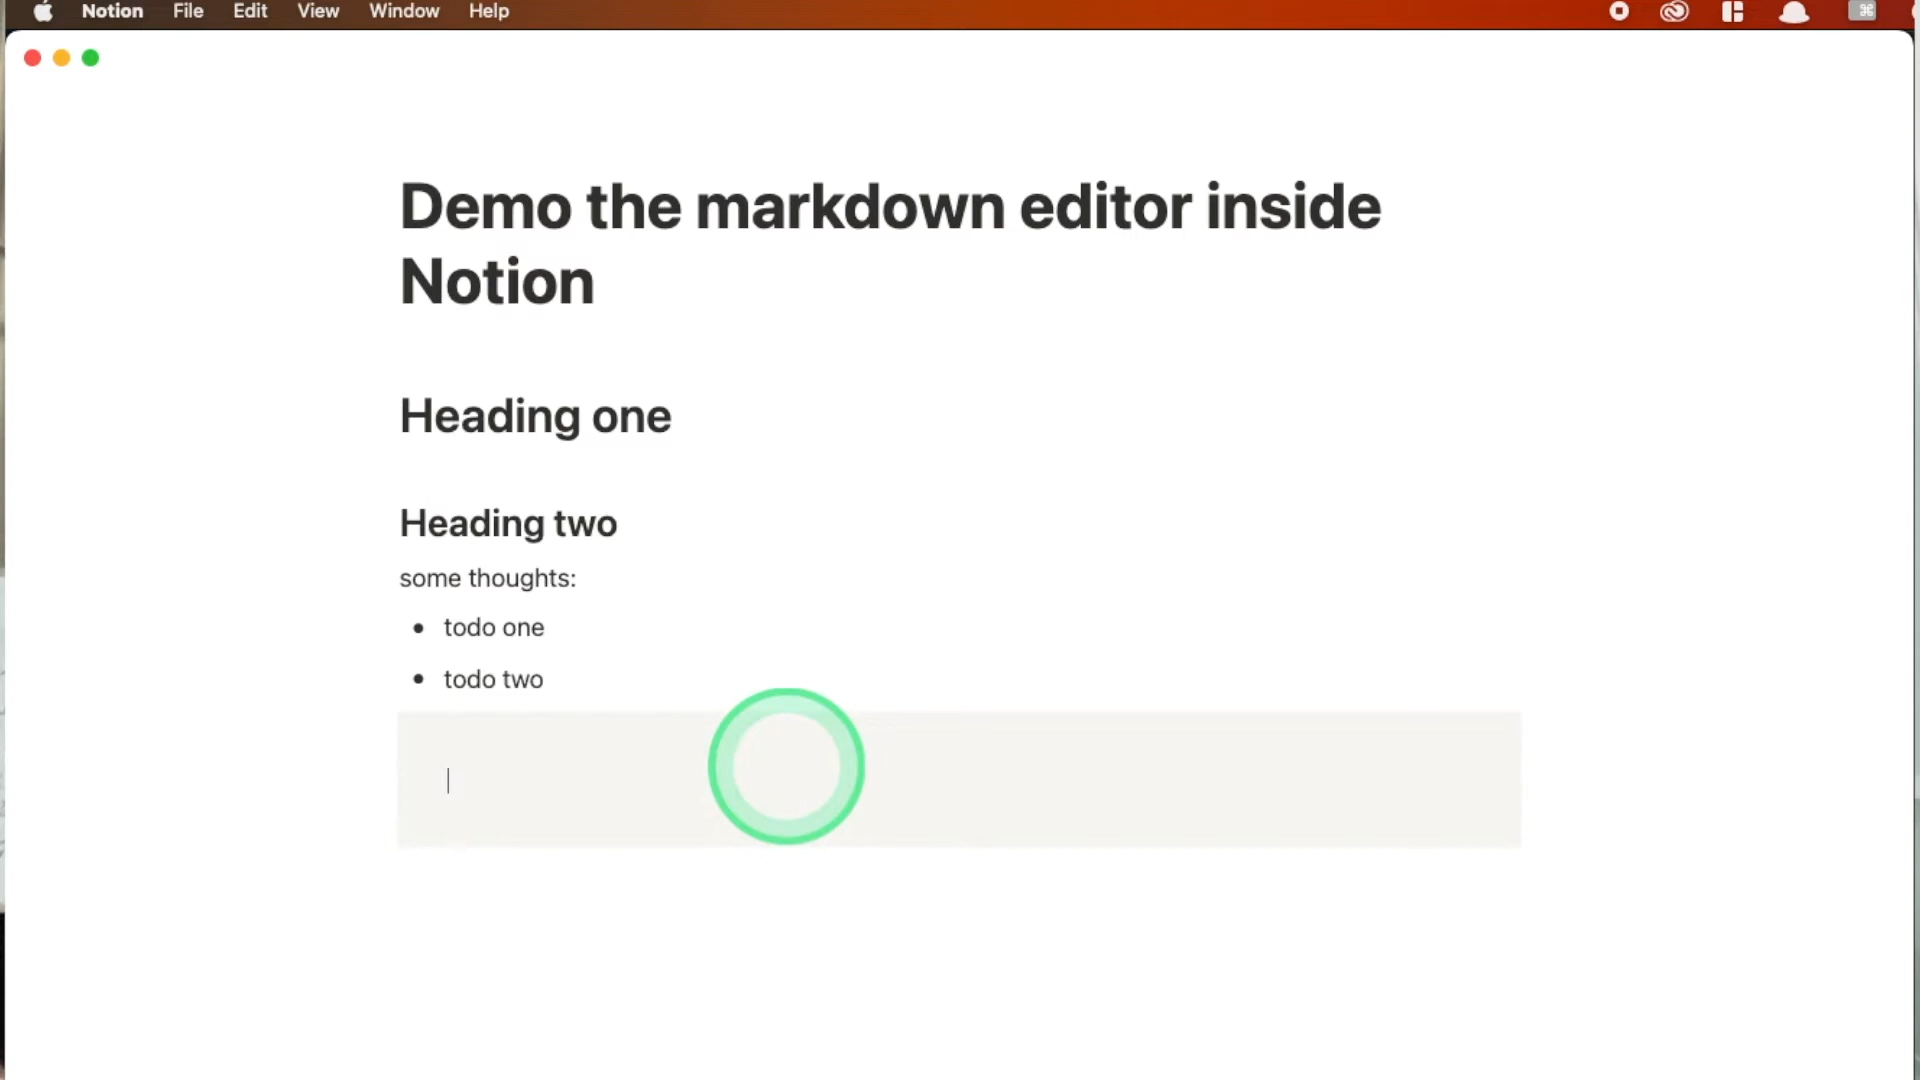 Notion File Edit View Window Help
Demo the markdown editor inside
Notion
Heading one
Heading two
some thoughts:
• todo one
• todo two